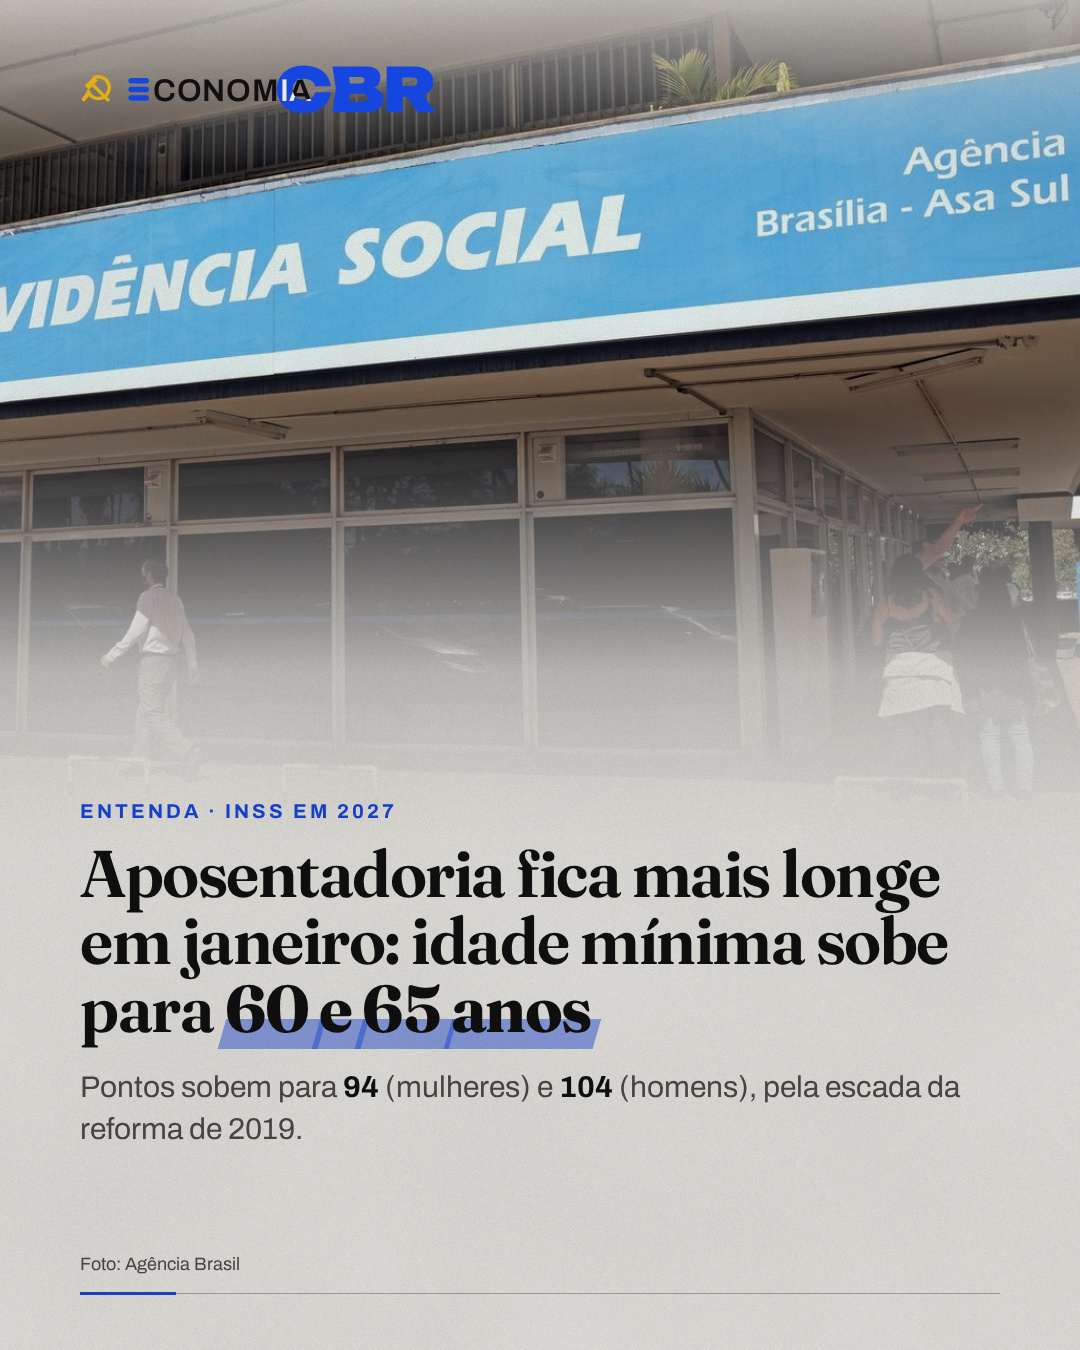 ECONOMIA CBR
Agência
Brasília - Asa Sul
VIDÊNCIA SOCIAL
ENTENDA · INSS EM 2027
Aposentadoria fica mais longe
em janeiro: idade mínima sobe
para 60 e 65 anos
Pontos sobem para 94 (mulheres) e 104 (homens), pela escada da
reforma de 2019.
Foto: Agência Brasil